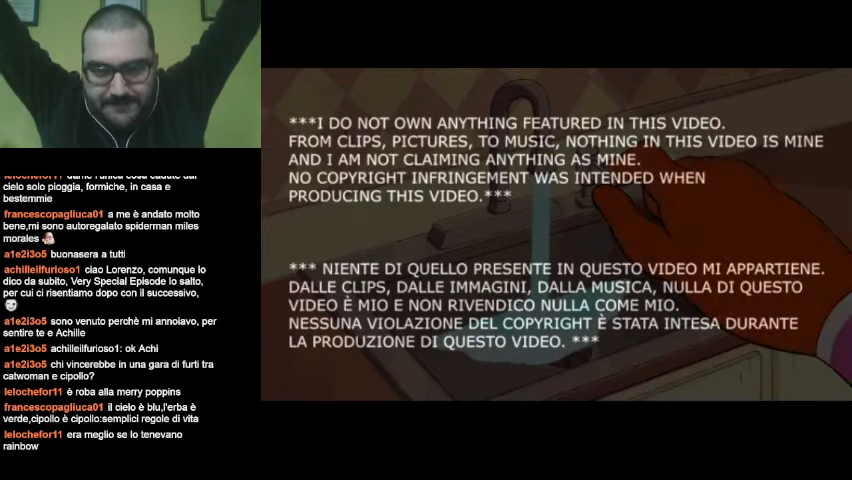 cielo solo pioggia, formiche, in casa e
bestemmie
francescopagliuca01 a me è andato molto
bene,mi sono autoregalato spiderman miles
morales
a1e2i3o5 buonasera a tutti
achilleilfurioso1 ciao Lorenzo, comunque lo
dico da subito, Very Special Episode lo salto,
per cui ci risentiamo dopo con il successivo,
a1e2i3o5 sono venuto perchè mi annoiavo, per
sentire te e Achille
a1e2i3o5 achilleilfurioso1: ok Achi
a1e2i3o5 chi vincerebbe in una gara di furti tra
catwoman e cipollo?
lelochefor11 è roba alla merry poppins
francescopagliuca01 il cielo è blu,l'erba è
verde,cipollo è cipollo:semplici regole di vita
lelochefor11 era meglio se lo tenevano
rainbow
***I DO NOT OWN ANYTHING FEATURED IN THIS VIDEO.
FROM CLIPS, PICTURES, TO MUSIC, NOTHING IN THIS VIDEO IS MINE
AND I AM NOT CLAIMING ANYTHING AS MINE.
NO COPYRIGHT INFRINGEMENT WAS INTENDED WHEN
PRODUCING THIS VIDEO.***
*** NIENTE DI QUELLO PRESENTE IN QUESTO VIDEO MI APPARTIENE.
DALLE CLIPS, DALLE IMMAGINI, DALLA MUSICA, NULLA DI QUESTO
VIDEO È MIO E NON RIVENDICO NULLA COME MIO.
NESSUNA VIOLAZIONE DEL COPYRIGHT È STATA INTESA DURANTE
LA PRODUZIONE DI QUESTO VIDEO. ***